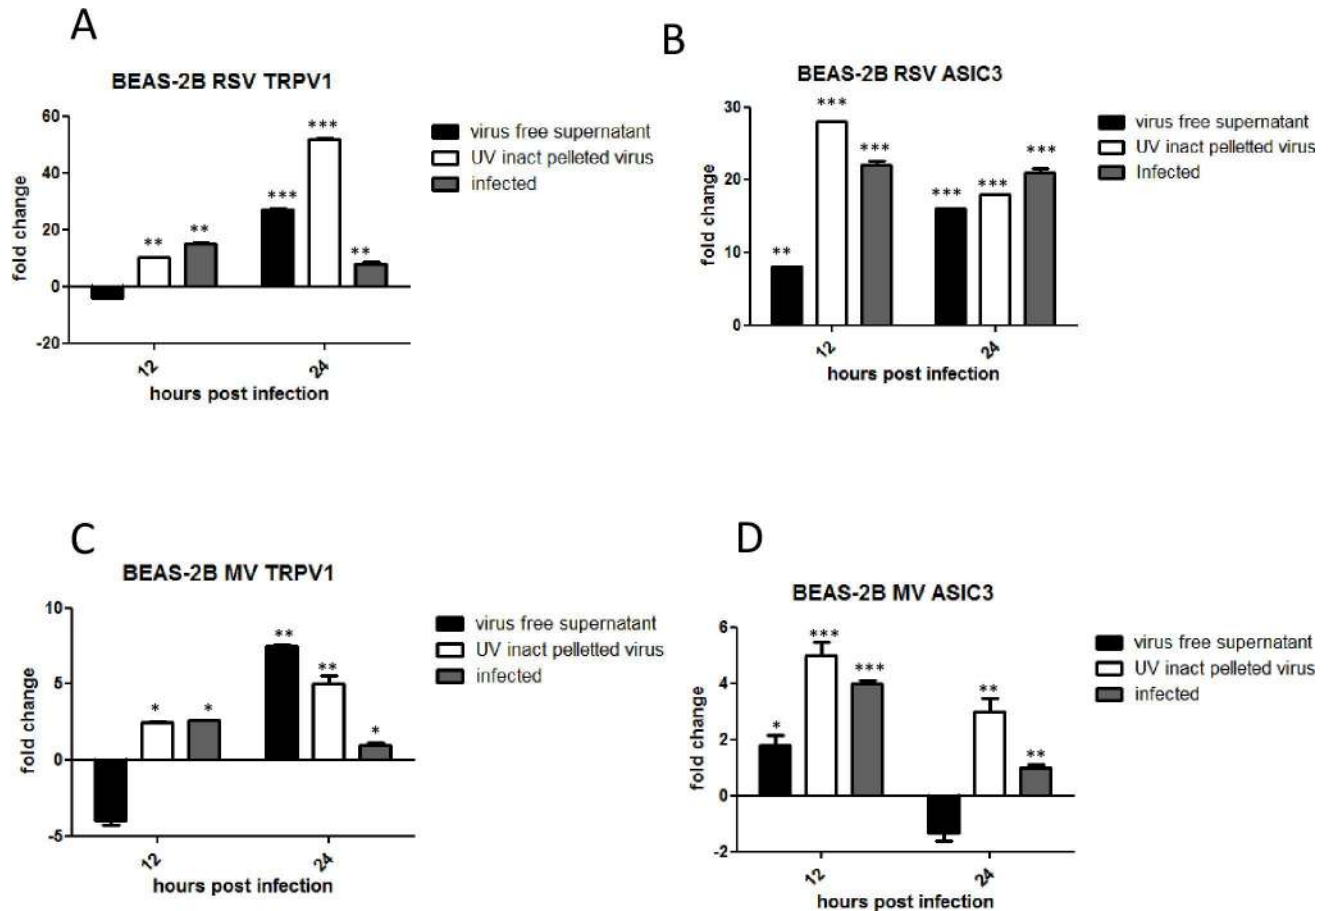 A
BEAS-2B RSV TRPV1
60
40
20
0
-20
fold change
***
***
**
**
**
12
24
hours post infection
virus free supernatant
UV inact pelleted virus
infected
B
BEAS-2B RSV ASIC3
30
20
10
0
fold change
***
***
***
***
***
**
12
24
hours post infection
virus free supernatant
UV inact pelletted virus
Infected
C
BEAS-2B MV TRPV1
10
5
0
-5
fold change
**
**
*
*
*
12
24
hours post infection
virus free supernatant
UV inact pelletted virus
infected
D
BEAS-2B MV ASIC3
6
4
2
0
-2
fold change
***
***
**
*
**
12
24
hours post infection
virus free supernatant
UV inact pelleted virus
infected